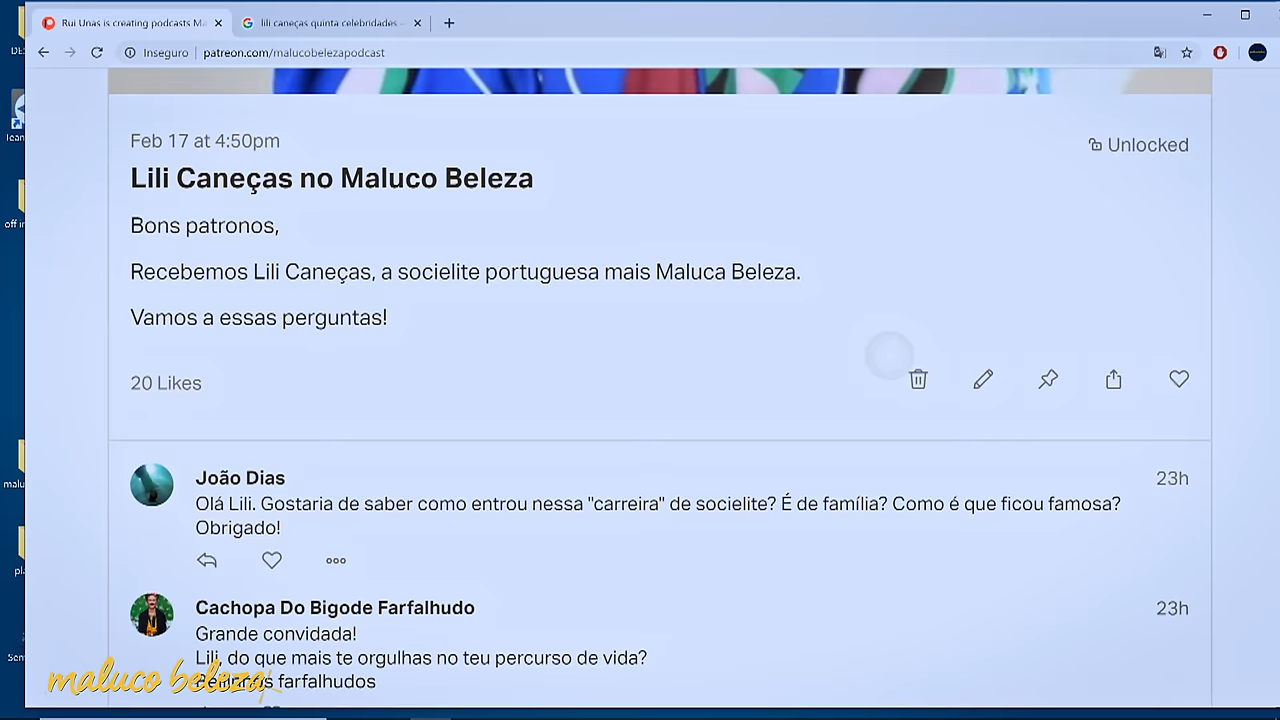 Rui Unas is creating podcasts Ma
lili caneças quinta celebridades -
Inseguro
patreon.com/malucobelezapodcast
Feb 17 at 4:50pm
Unlocked
Lili Caneças no Maluco Beleza
Bons patronos,
Recebemos Lili Caneças, a socielite portuguesa mais Maluca Beleza.
Vamos a essas perguntas!
20 Likes
João Dias
23h
Olá Lili. Gostaria de saber como entrou nessa "carreira" de socielite? É de família? Como é que ficou famosa?
Obrigado!
Cachopa Do Bigode Farfalhudo
23h
Grande convidada!
Lili, do que mais te orgulhas no teu percurso de vida?
farfalhudos
maluco beleza